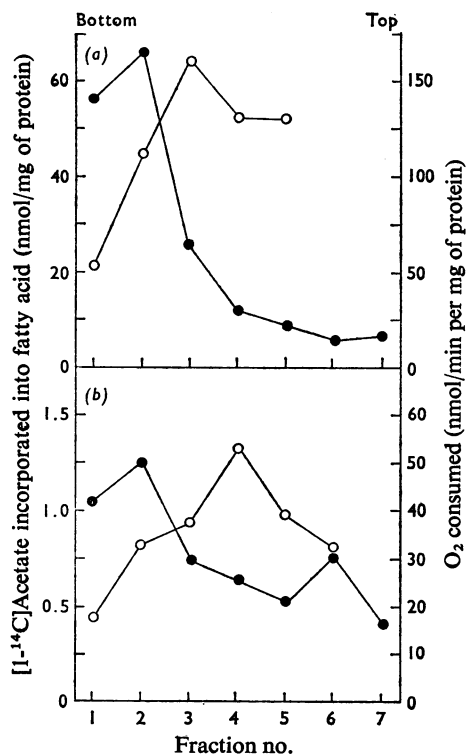 Bottom
Top
(a)
60
40
20
0
150
100
50
0
(b)
1.5
1.0
0.5
0
60
50
40
30
20
10
0
1 2 3 4 5 6 7
Fraction no.
[1-¹⁴C]Acetate incorporated into fatty acid (nmol/mg of protein)
O₂ consumed (nmol/min per mg of protein)